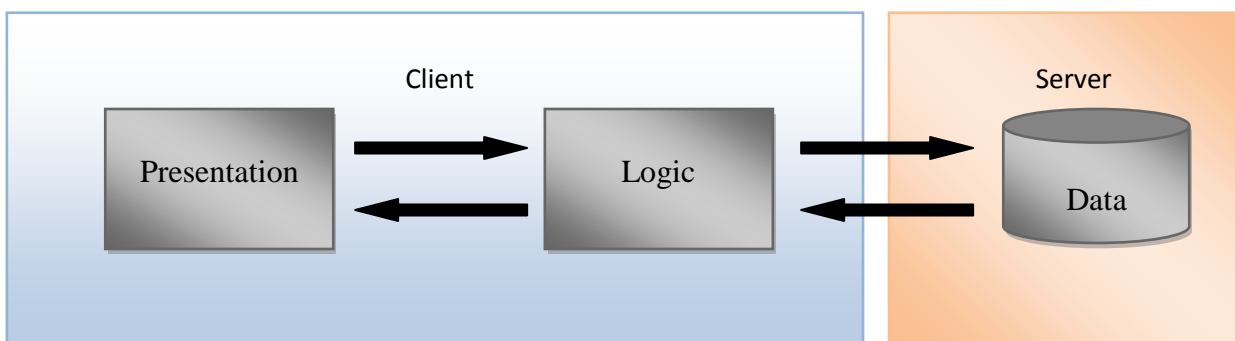 Client
Server
Presentation
Logic
Data